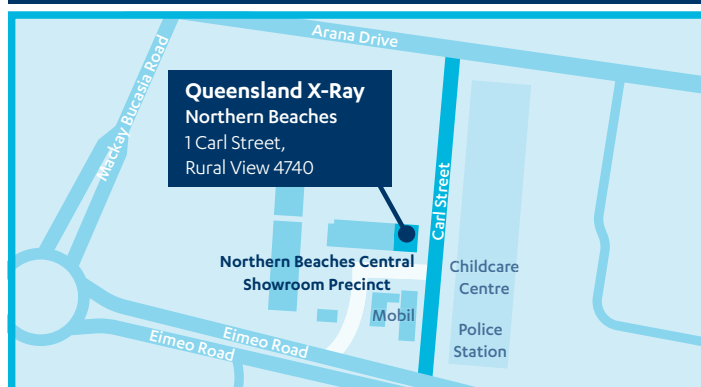 Arana Drive
Mackay Bucasia Road
Queensland X-Ray
Northern Beaches
1 Carl Street,
Rural View 4740
Carl Street
Northern Beaches Central
Showroom Precinct
Childcare
Centre
Mobil
Police
Station
Eimeo Road
Eimeo Road